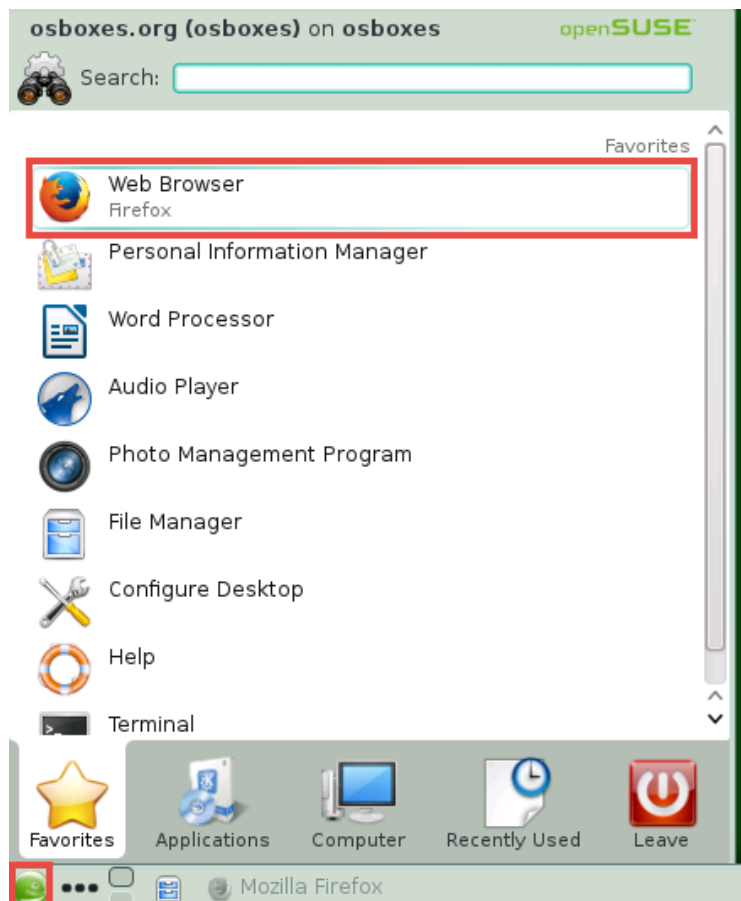 osboxes.org (osboxes) on osboxes openSUSE
Search:
Favorites
Web Browser
Firefox
Personal Information Manager
Word Processor
Audio Player
Photo Management Program
File Manager
Configure Desktop
Help
Terminal
Favorites Applications Computer Recently Used Leave
Mozilla Firefox